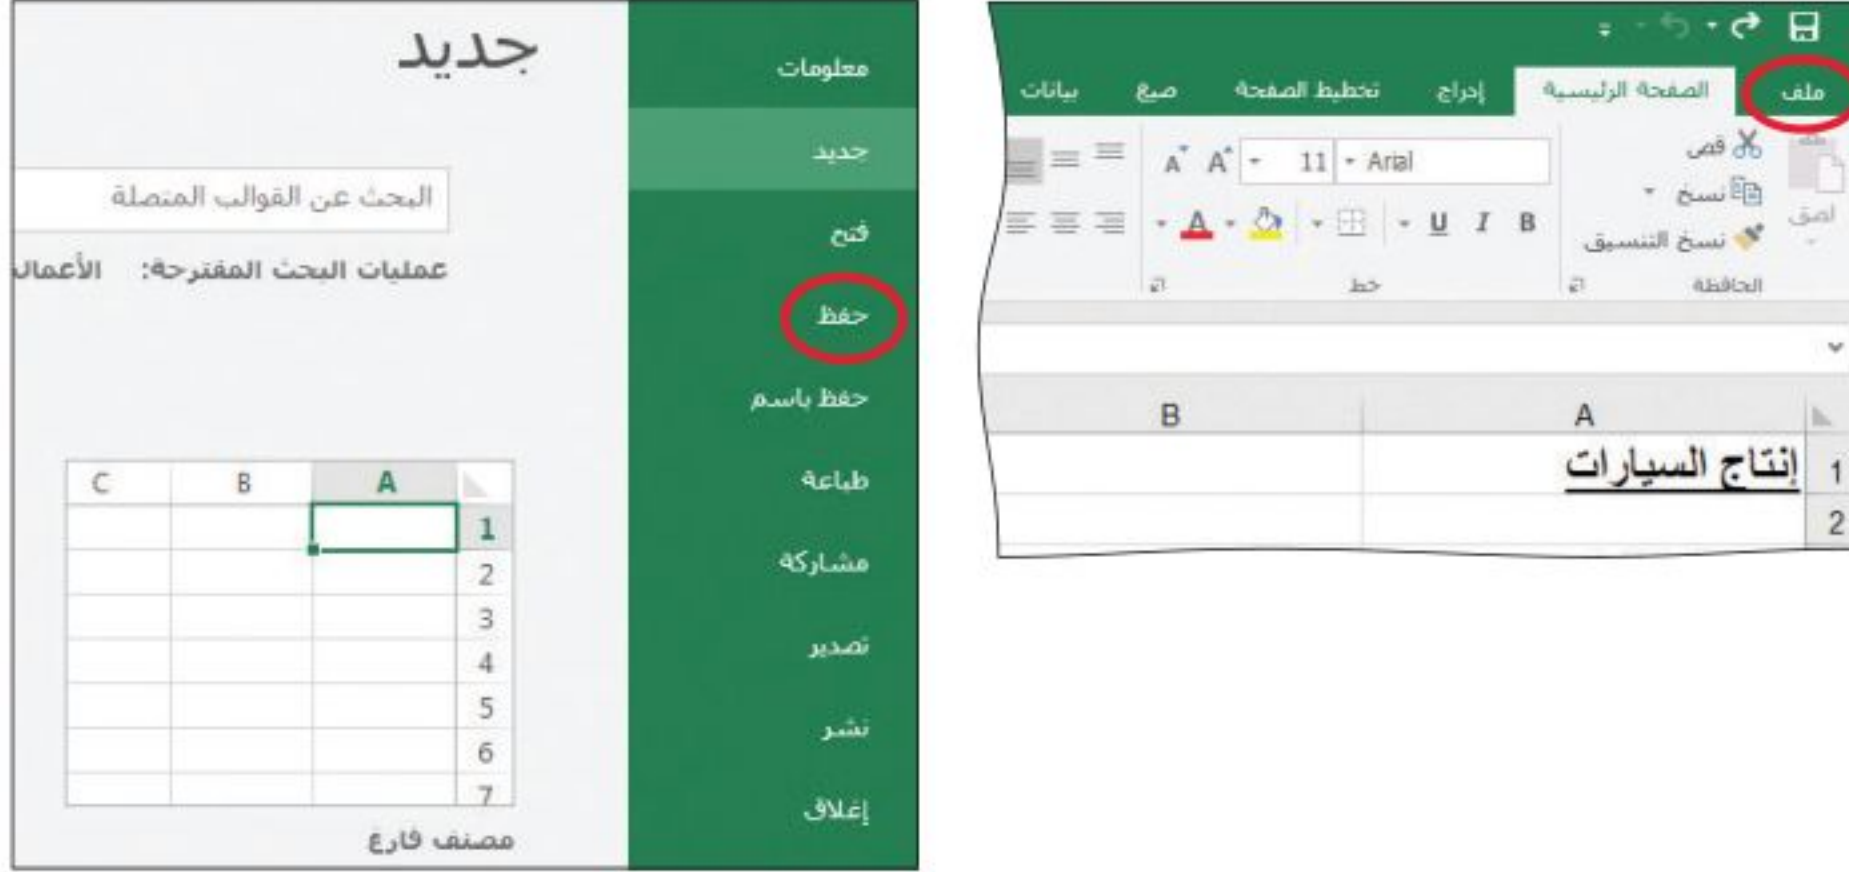 ملف
الصفحة الرئيسية
إدراج
تخطيط الصفحة
صيغ
بيانات
قص
نسخ
نسخ التنسيق
لصق
الحافظة
Arial
11
B I U
A A
A
خط
A
B
1
إنتاج السيارات
2
معلومات
جديد
فتح
حفظ
حفظ باسم
طباعة
مشاركة
تصدير
نشر
إغلاق
جديد
البحث عن القوالب المتصلة
عمليات البحث المقترحة:
A
B
C
1
2
3
4
5
6
7
مصنف فارغ